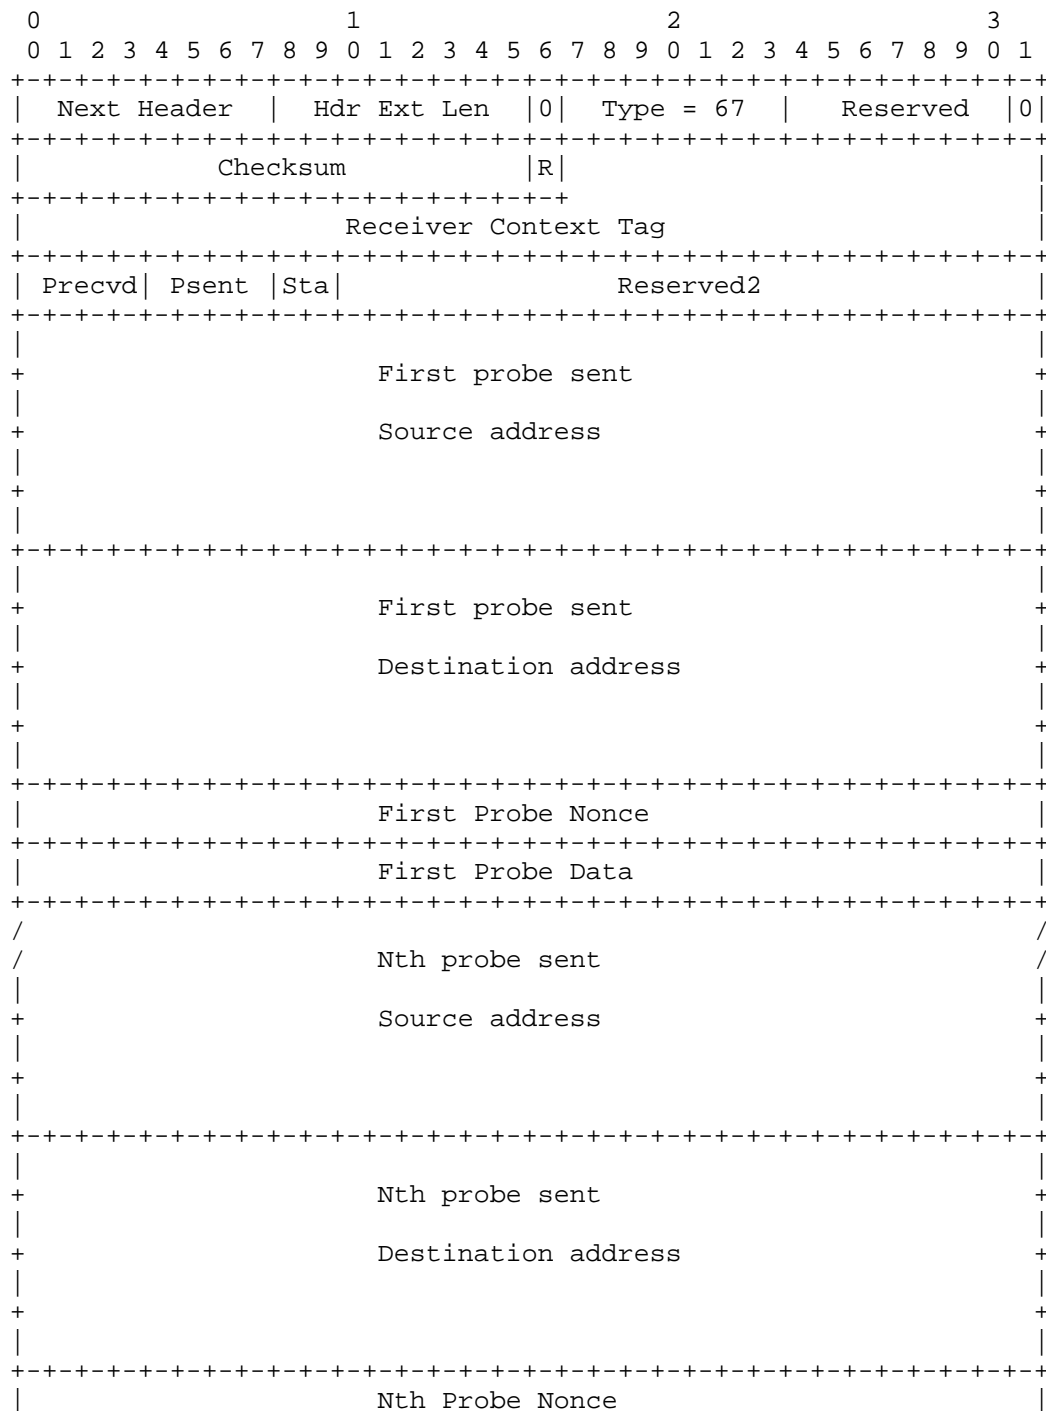 0                   1                   2                   3
 0 1 2 3 4 5 6 7 8 9 0 1 2 3 4 5 6 7 8 9 0 1 2 3 4 5 6 7 8 9 0 1
+-+-+-+-+-+-+-+-+-+-+-+-+-+-+-+-+-+-+-+-+-+-+-+-+-+-+-+-+-+-+-+-+
|  Next Header  |  Hdr Ext Len  |0|  Type = 67  |   Reserved  |0|
+-+-+-+-+-+-+-+-+-+-+-+-+-+-+-+-+-+-+-+-+-+-+-+-+-+-+-+-+-+-+-+-+
|            Checksum           |R|                             |
+-+-+-+-+-+-+-+-+-+-+-+-+-+-+-+-+-+                             |
|                    Receiver Context Tag                       |
+-+-+-+-+-+-+-+-+-+-+-+-+-+-+-+-+-+-+-+-+-+-+-+-+-+-+-+-+-+-+-+-+
| Precvd| Psent |Sta|                 Reserved2                 |
+-+-+-+-+-+-+-+-+-+-+-+-+-+-+-+-+-+-+-+-+-+-+-+-+-+-+-+-+-+-+-+-+
|                                                               |
+                      First probe sent                         +
|                                                               |
+                      Source address                           +
|                                                               |
+                                                               +
|                                                               |
+-+-+-+-+-+-+-+-+-+-+-+-+-+-+-+-+-+-+-+-+-+-+-+-+-+-+-+-+-+-+-+-+
|                                                               |
+                      First probe sent                         +
|                                                               |
+                      Destination address                      +
|                                                               |
+                                                               +
|                                                               |
+-+-+-+-+-+-+-+-+-+-+-+-+-+-+-+-+-+-+-+-+-+-+-+-+-+-+-+-+-+-+-+-+
|                      First Probe Nonce                        |
+-+-+-+-+-+-+-+-+-+-+-+-+-+-+-+-+-+-+-+-+-+-+-+-+-+-+-+-+-+-+-+-+
|                      First Probe Data                         |
+-+-+-+-+-+-+-+-+-+-+-+-+-+-+-+-+-+-+-+-+-+-+-+-+-+-+-+-+-+-+-+-+
/                                                               /
/                      Nth probe sent                           /
|                                                               |
+                      Source address                           +
|                                                               |
+                                                               +
|                                                               |
+-+-+-+-+-+-+-+-+-+-+-+-+-+-+-+-+-+-+-+-+-+-+-+-+-+-+-+-+-+-+-+-+
|                                                               |
+                      Nth probe sent                           +
|                                                               |
+                      Destination address                      +
|                                                               |
+                                                               +
|                                                               |
+-+-+-+-+-+-+-+-+-+-+-+-+-+-+-+-+-+-+-+-+-+-+-+-+-+-+-+-+-+-+-+-+
|                      Nth Probe Nonce                          |